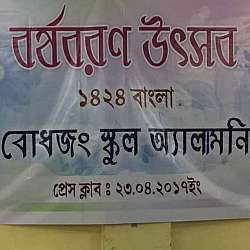 বর্ষবরণ উৎসব
১৪২৪ বাংলা
বোধজং স্কুল অ্যালামনি
প্রেস ক্লাব : ২৩.০৪.২০১৭ইং